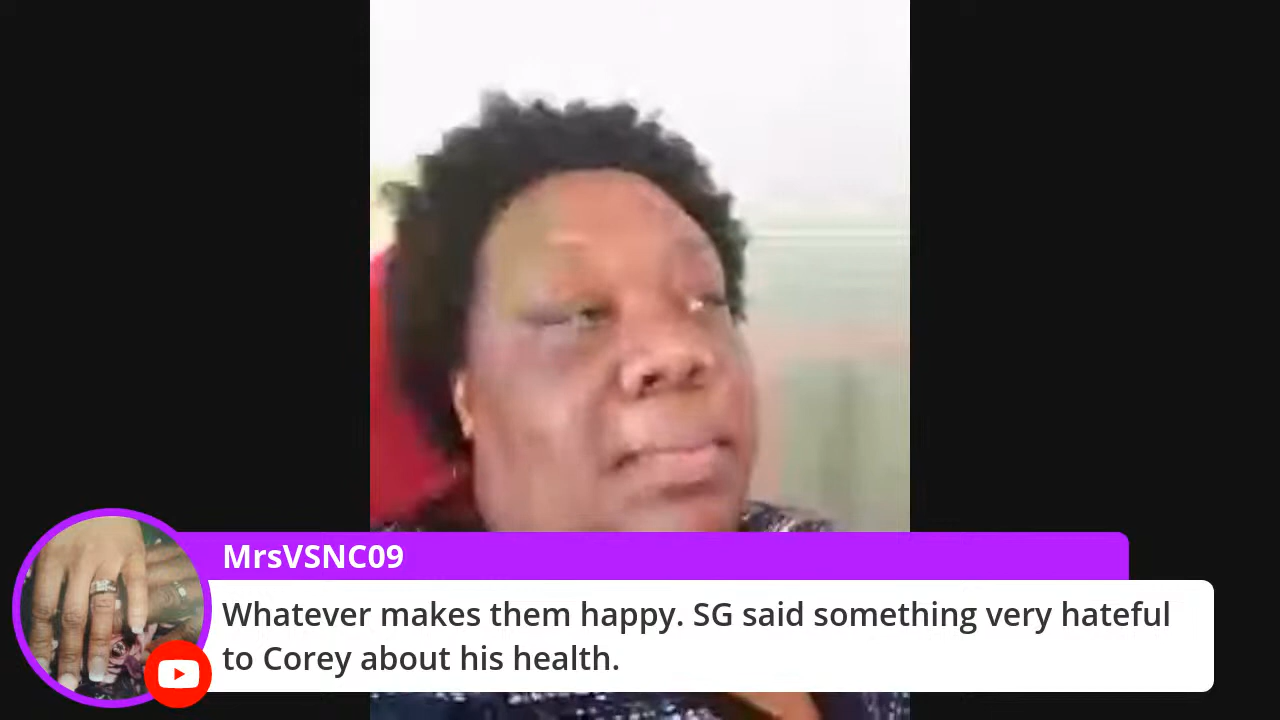 MrsVSNC09
Whatever makes them happy. SG said something very hateful
to Corey about his health.